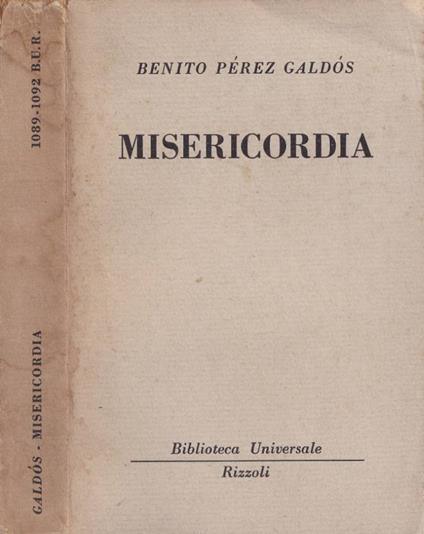 GALDÓS - MISERICORDIA
1089-1092 B.U.R.
BENITO PÉREZ GALDÓS
MISERICORDIA
Biblioteca Universale
Rizzoli